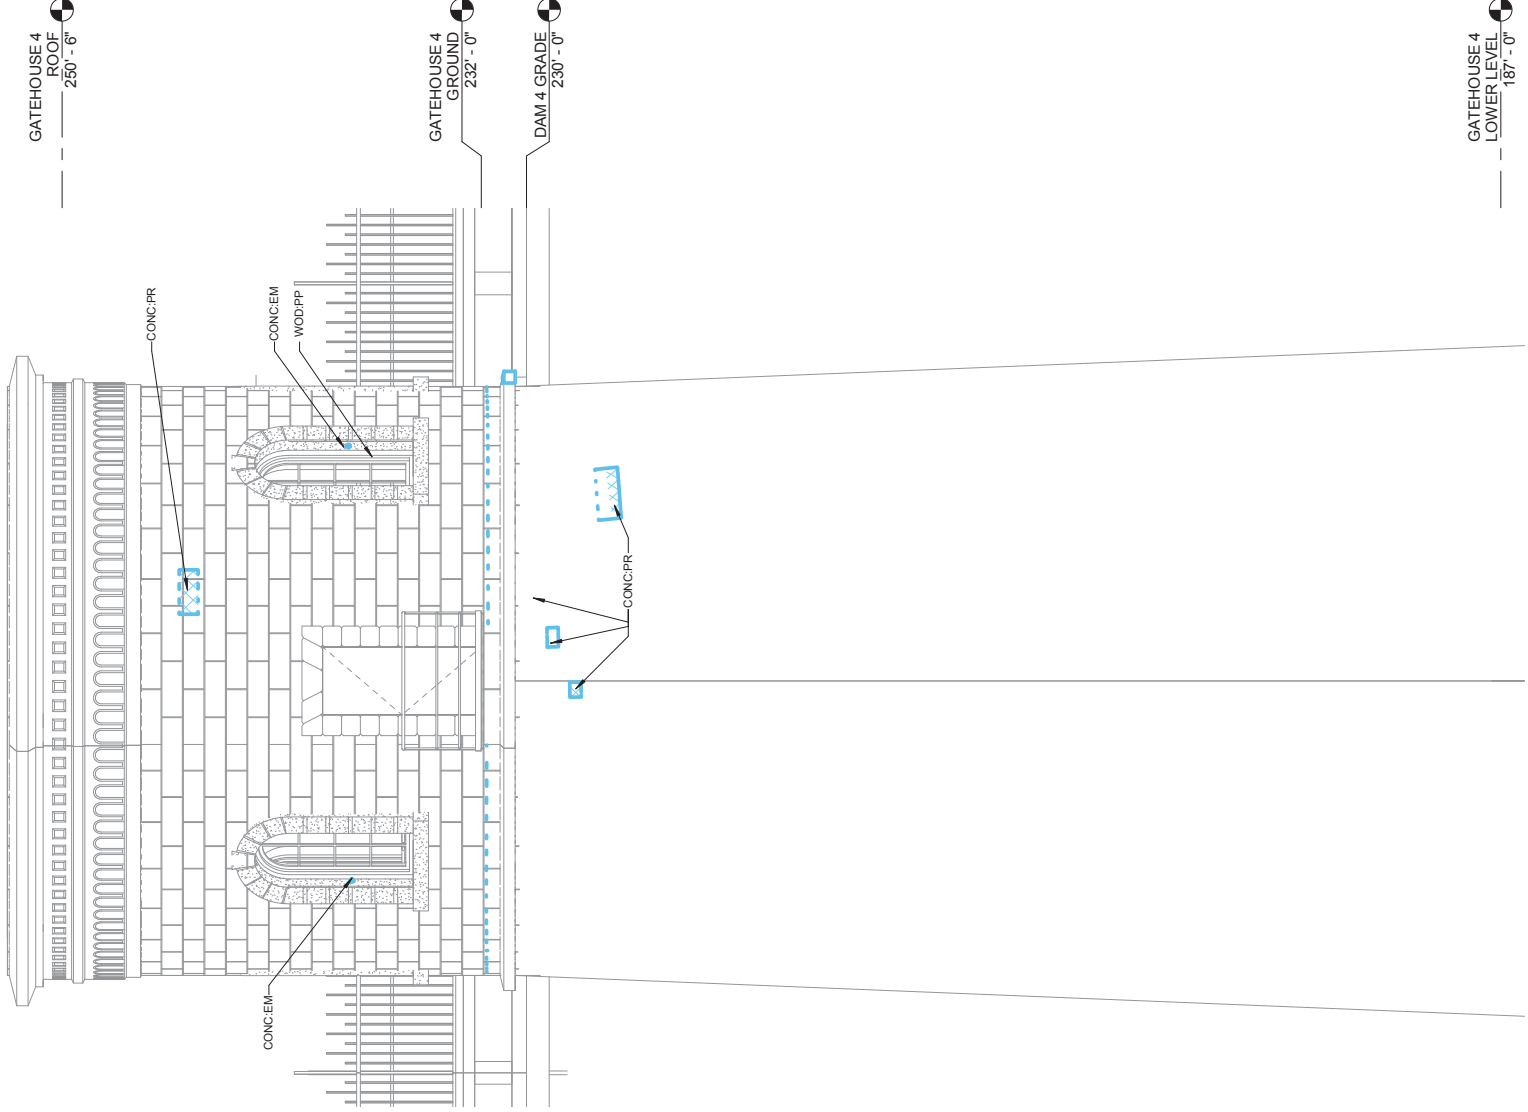 GATEHOUSE 4
ROOF
250' - 6"
GATEHOUSE 4
GROUND
232' - 0"
DAM 4 GRADE
230' - 0"
GATEHOUSE 4
LOWER LEVEL
187' - 0"
CONC:PR
CONC:EM
WOD:PP
CONC:PR
CONC:EM